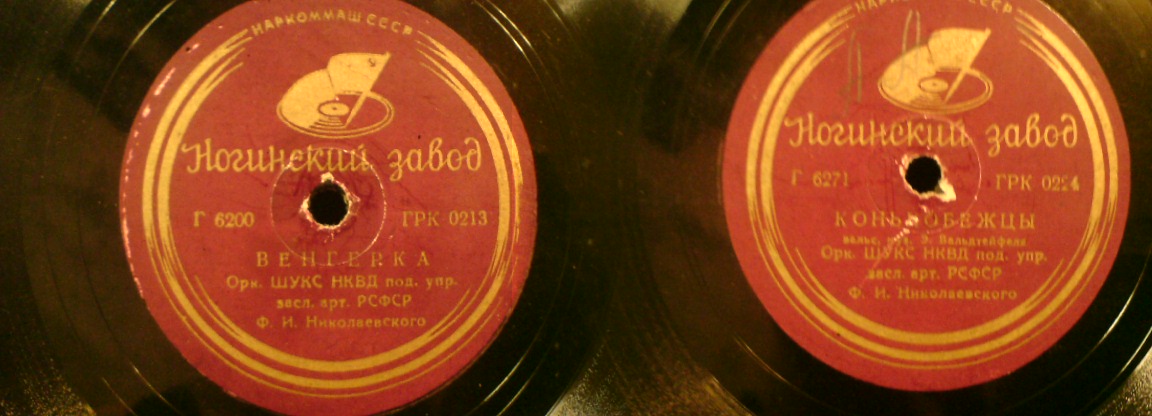 НАРКОММАШ СССР
Ногинский завод
Г 6200 ГРК 0213
ВЕНГЕРКА
Орк. ШУКС НКВД под. упр.
засл. арт. РСФСР
Ф. И. Николаевского
НАРКОММАШ СССР
Ногинский завод
Г 6271 ГРК 0224
КОНЬКОБЕЖЦЫ
вальс, муз. Э. Вальдтейфеля
Орк. ШУКС НКВД под. упр.
засл. арт. РСФСР
Ф. И. Николаевского